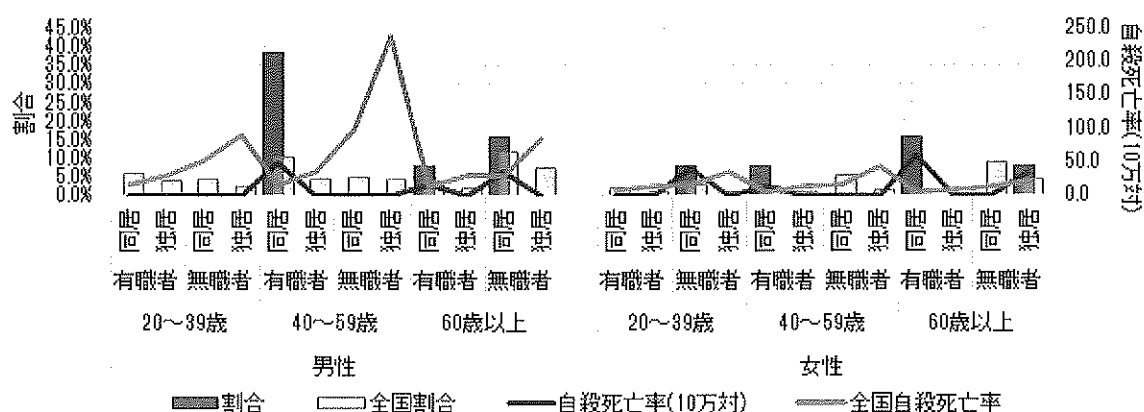 45.0%
40.0%
35.0%
30.0%
25.0%
20.0%
15.0%
10.0%
5.0%
0.0%
割合
250.0
200.0
150.0
100.0
50.0
0.0
自殺死亡率(10万対)
同居 独居 同居 独居 同居 独居 同居 独居 同居 独居 同居 独居 同居 独居 同居 独居 同居 独居 同居 独居 同居 独居 同居 独居
有職者 無職者 有職者 無職者 有職者 無職者 有職者 無職者 有職者 無職者 有職者 無職者
20～39歳 40～59歳 60歳以上 20～39歳 40～59歳 60歳以上
男性 女性
割合 全国割合 自殺死亡率(10万対) 全国自殺死亡率